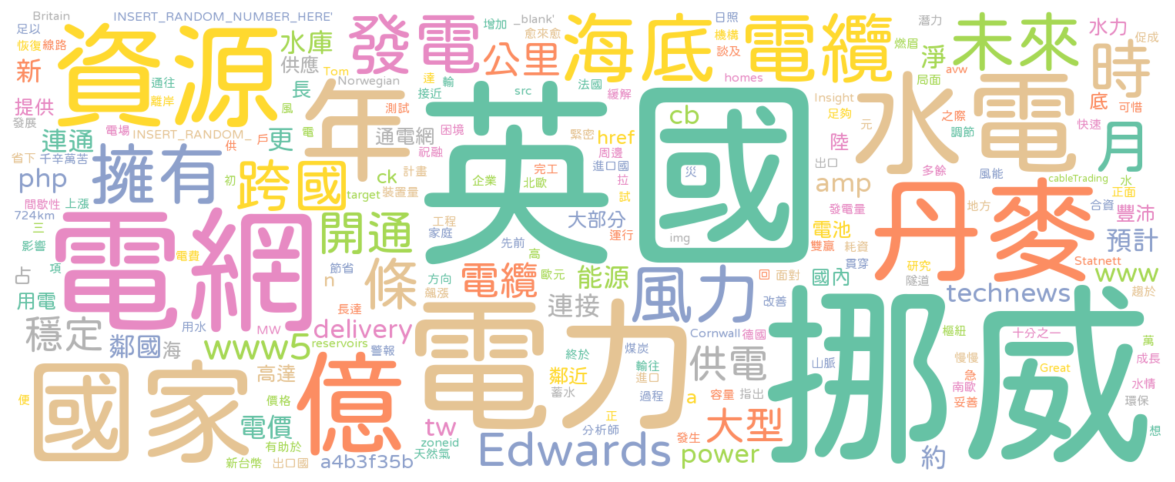 Britain
INSERT_RANDOM_NUMBER_HERE'
足以
恢復
線路
新
資源
通往
離岸
提供
發展
電場
INSERT_RANDOM_
水庫
供應
長
Tom
Norwegian
發電
增加
_blank'
愈來愈
公里
達
輪
接近
src
法國
緩解
海底電纜
日照
機構
談及
homes
燃眉
潛力
未來
水力
促成
時
淨
局面
avw
底
可惜
Insight
足夠
之際
快速
元
調節
月
水電
連通
供
戶
更
風
電
測試
通電網
困境
祝融
緊密
href
周邊
進口國
拉
試
cb
災
陸
出口
多餘
風能
cableTrading
水
正面
省下
千辛萬苦
php
擁有
年
跨國
初
計畫
ck
裝置量
target
企業
北歐
完工
英國
img
大部分
運行
amp
發電量
地方
合資
豐沛
電池
雙贏
耗資
預計
間歇性
上漲
724km
三
影響
項
占
電費
電網
開通
節省
n
工程
家庭
先前
高
條
方向
飆漲
電纜
歐元
能源
回
面對
貫穿
國內
研究
隧道
丹麥
Statnett
www
趨於
用電
穩定
鄰國
海
用水
MW
www5
長達
delivery
reservoirs
警報
連接
風力
改善
Cornwall
德國
technews
樞紐
十分之一
萬
慢慢
成長
急
南歐
Great
水情
妥善
環保
想
國家
便
高達
價格
電價
有助於
新台幣
出口國
億
a4b3f35b
tw
zoneid
天然氣
電力
終於
煤炭
鄰近
輸往
進口
蓄水
a
過程
正
分析師
Edwards
供電
容量
指出
發生
大型
power
山脈
約
挪威